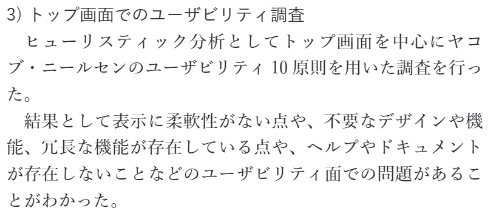 3) トップ画面でのユーザビリティ調査
　ヒューリスティック分析としてトップ画面を中心にヤコ
ブ・ニールセンのユーザビリティ 10 原則を用いた調査を行っ
た。
　結果として表示に柔軟性がない点や、不要なデザインや機
能、冗長な機能が存在している点や、ヘルプやドキュメント
が存在しないことなどのユーザビリティ面での問題があるこ
とがわかった。